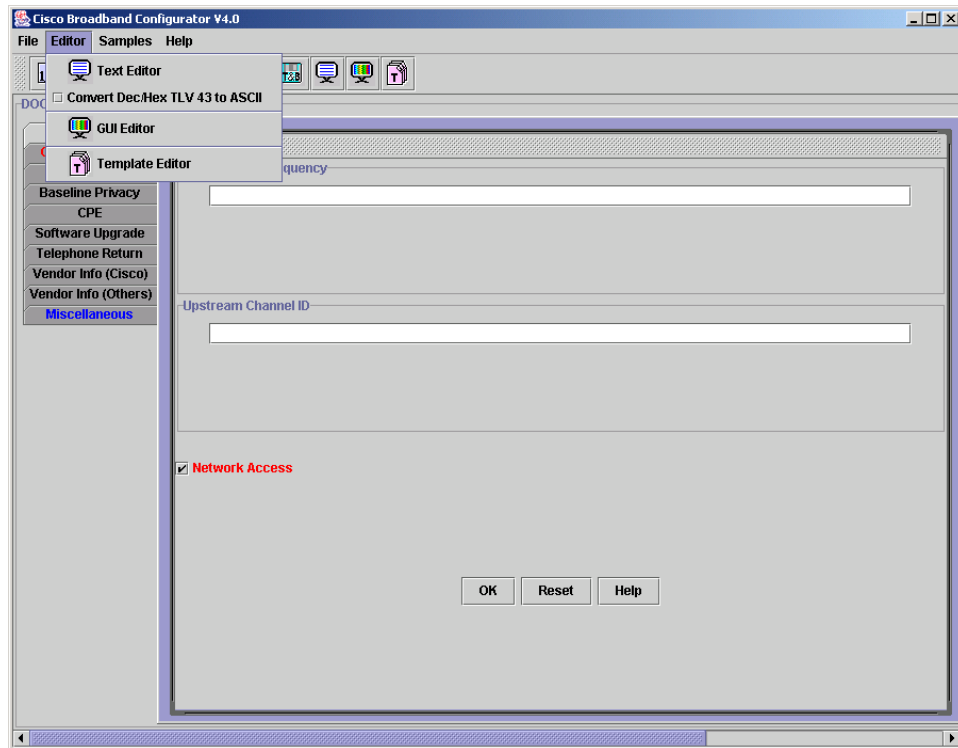 Cisco Broadband Configurator V4.0
File Editor Samples Help
Text Editor
Convert Dec/Hex TLV 43 to ASCII
GUI Editor
Template Editor
T&B
T
DOC
quency
Baseline Privacy
CPE
Software Upgrade
Telephone Return
Vendor Info (Cisco)
Vendor Info (Others)
Miscellaneous
Upstream Channel ID
Network Access
OK Reset Help